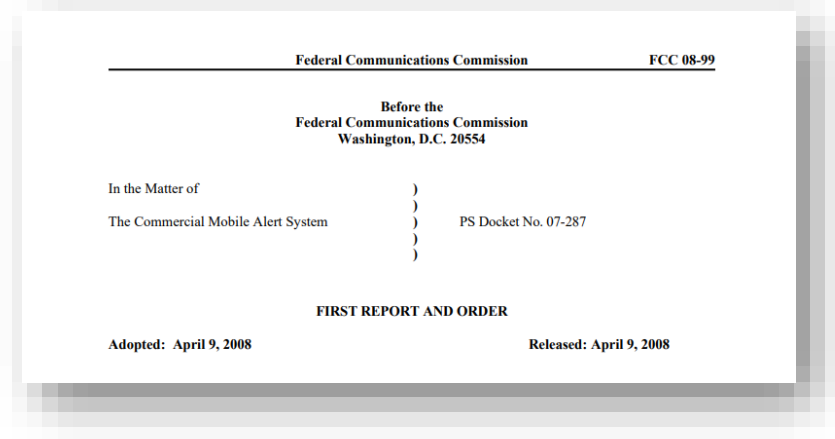 Federal Communications Commission FCC 08-99
Before the
Federal Communications Commission
Washington, D.C. 20554
In the Matter of )
)
The Commercial Mobile Alert System ) PS Docket No. 07-287
)
)
FIRST REPORT AND ORDER
Adopted: April 9, 2008 Released: April 9, 2008